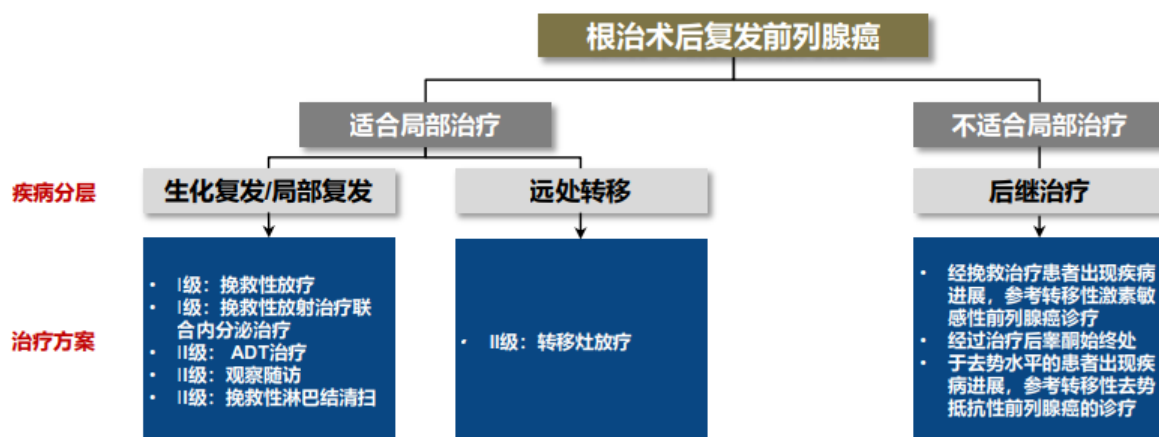 根治术后复发前列腺癌
适合局部治疗
不适合局部治疗
疾病分层
生化复发/局部复发
远处转移
后继治疗
治疗方案
• I级：挽救性放疗
• I级：挽救性放射治疗联
合内分泌治疗
• II级： ADT治疗
• II级：观察随访
• II级：挽救性淋巴结清扫
• II级：转移灶放疗
• 经挽救治疗患者出现疾病
进展，参考转移性激素敏
感性前列腺癌诊疗
• 经过治疗后睾酮始终处
• 于去势水平的患者出现疾
病进展，参考转移性去势
抵抗性前列腺癌的诊疗